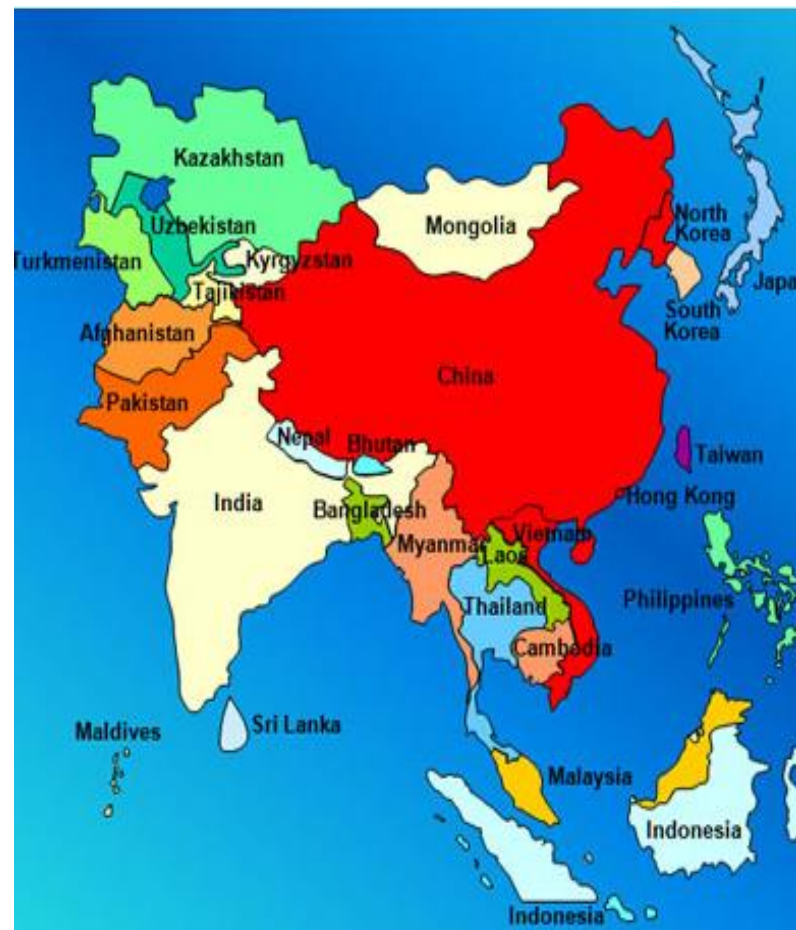 Kazakhstan
Mongolia
Uzbekistan
North
Korea
Turkmenistan
Kyrgyzstan
Japa
Tajikistan
South
Korea
Afghanistan
China
Pakistan
Nepal
Bhutan
Taiwan
India
Hong Kong
Bangladesh
Vietnam
Myanmar
Laos
Thailand
Philippines
Cambodia
Maldives
Sri Lanka
Malaysia
Indonesia
Indonesia